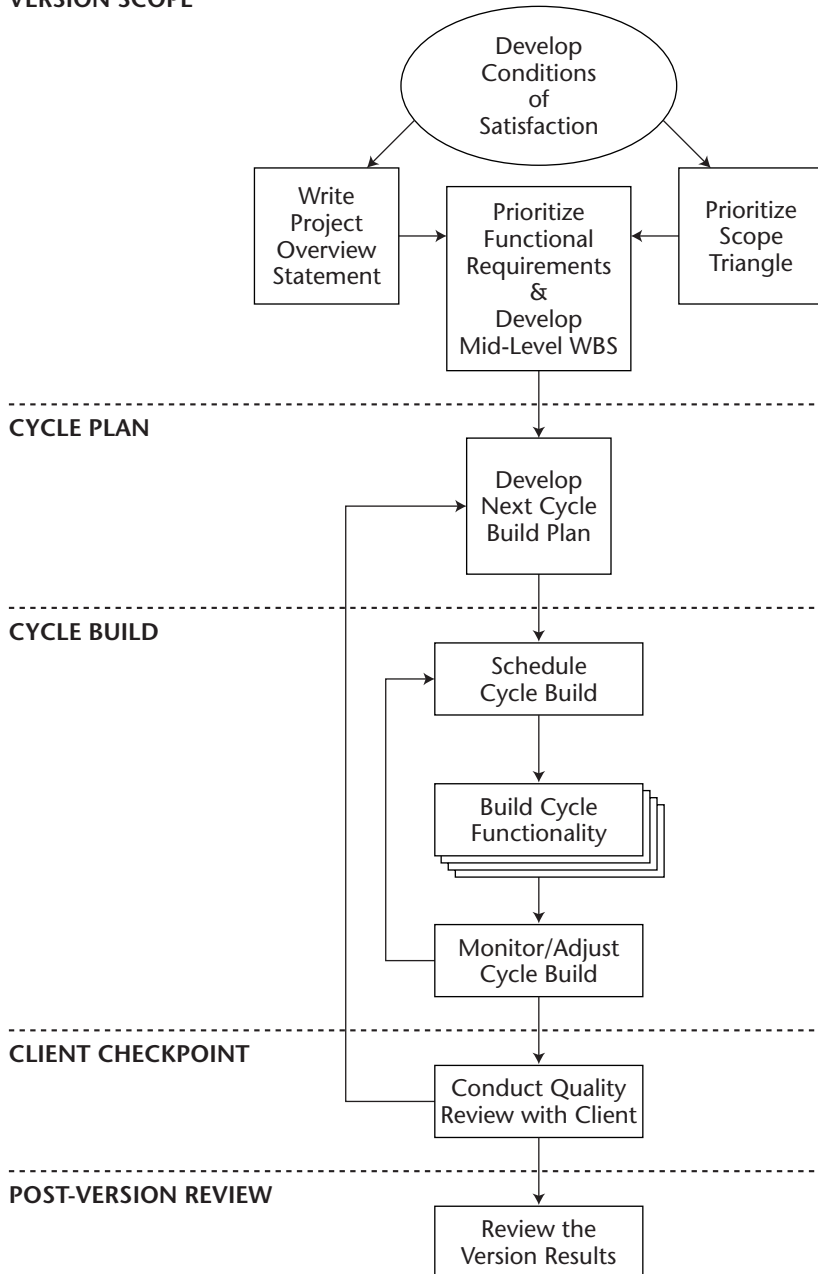 VERSION SCOPE
Develop
Conditions
of
Satisfaction
Write
Project
Overview
Statement
Prioritize
Functional
Requirements
&
Develop
Mid-Level WBS
Prioritize
Scope
Triangle
CYCLE PLAN
Develop
Next Cycle
Build Plan
CYCLE BUILD
Schedule
Cycle Build
Build Cycle
Functionality
Monitor/Adjust
Cycle Build
CLIENT CHECKPOINT
Conduct Quality
Review with Client
POST-VERSION REVIEW
Review the
Version Results